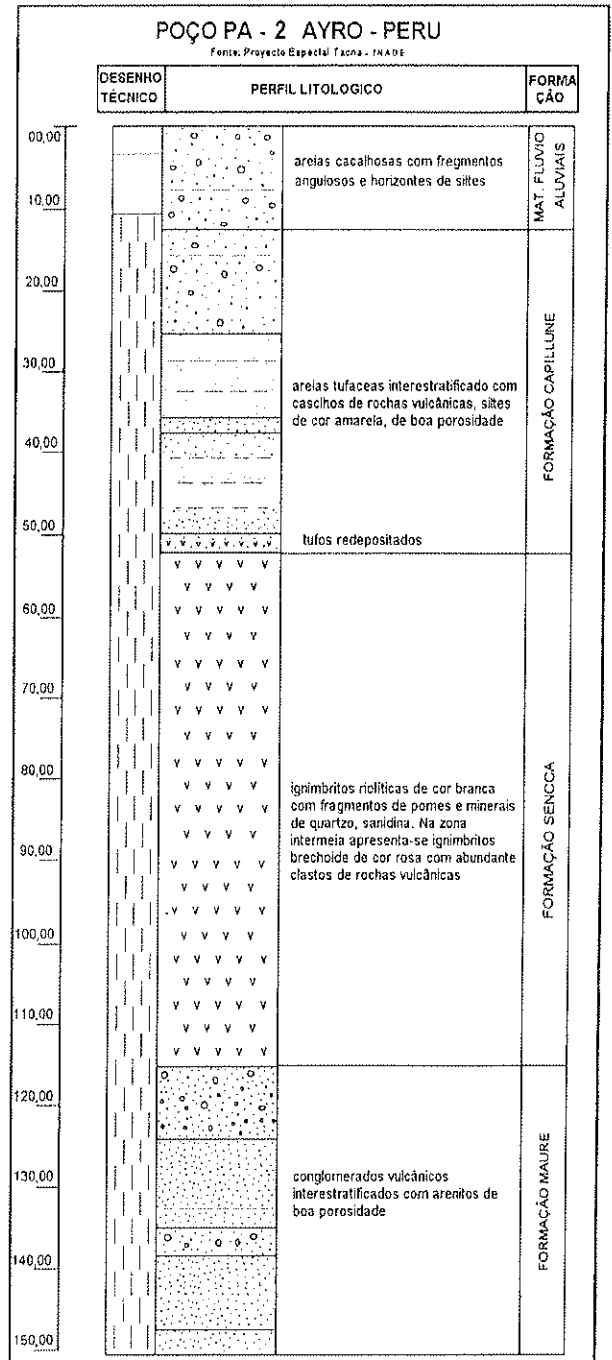 POÇO PA - 2 AYRO - PERU
Fonte: Proyecto Especial Tacna - INADE
DESENHO
TÉCNICO
PERFIL LITOLOGICO
FORMA
ÇÃO
00,00
10,00
20,00
30,00
40,00
50,00
60,00
70,00
80,00
90,00
100,00
110,00
120,00
130,00
140,00
150,00
areias cacalhosas com fregmentos
angulosos e horizontes de siltes
MAT. FLUVIO
ALUVIAIS
areias tufaceas interestratificado com
casclhos de rochas vulcânicas, siltes
de cor amarela, de boa porosidade
FORMAÇÃO CAPILLUNE
tufos redepositados
ignimbritos riolíticas de cor branca
com fragmentos de pomes e minerais
de quartzo, sanidina. Na zona
intermeia apresenta-se ignimbritos
brechoide de cor rosa com abundante
clastos de rochas vulcânicas
FORMAÇÃO SENCCA
conglomerados vulcânicos
interestratificados com arenitos de
boa porosidade
FORMAÇÃO MAURE